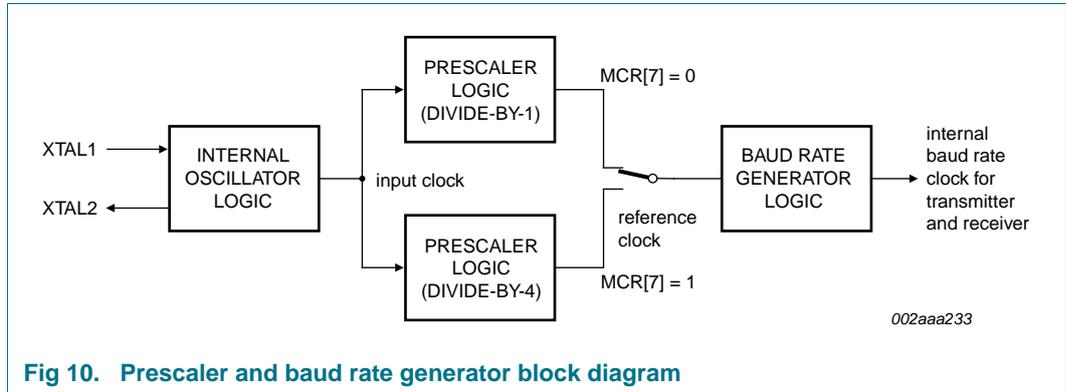 PRESCALER
LOGIC
(DIVIDE-BY-1)
MCR[7] = 0
XTAL1
XTAL2
INTERNAL
OSCILLATOR
LOGIC
input clock
BAUD RATE
GENERATOR
LOGIC
internal
baud rate
clock for
transmitter
and receiver
reference
clock
PRESCALER
LOGIC
(DIVIDE-BY-4)
MCR[7] = 1
002aaa233
Fig 10. Prescaler and baud rate generator block diagram